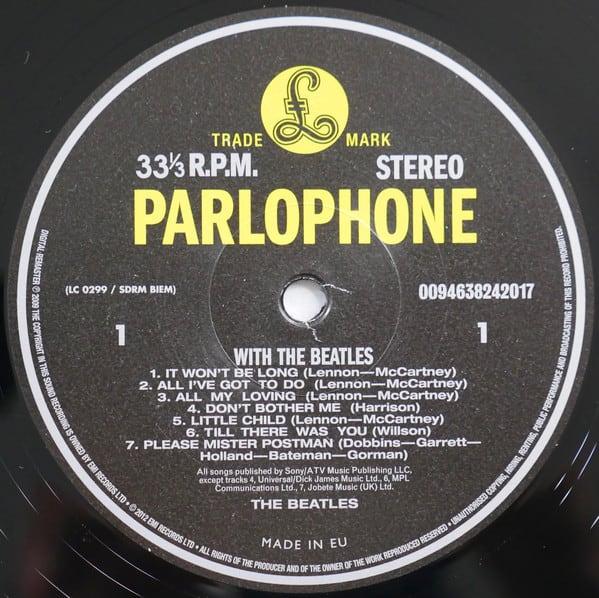 TRADE MARK
33⅓ R.P.M. STEREO
PARLOPHONE
(LC 0299 / SDRM BIEM) 0094638242017
1 1
WITH THE BEATLES
1. IT WON'T BE LONG (Lennon—McCartney)
2. ALL I'VE GOT TO DO (Lennon—McCartney)
3. ALL MY LOVING (Lennon—McCartney)
4. DON'T BOTHER ME (Harrison)
5. LITTLE CHILD (Lennon—McCartney)
6. TILL THERE WAS YOU (Willson)
7. PLEASE MISTER POSTMAN (Dobbins—Garrett—
Holland—Bateman—Gorman)
All songs published by Sony/ATV Music Publishing LLC,
except tracks 4, Universal/Dick James Music Ltd., 6, MPL
Communications Ltd., 7, Jobete Music (UK) Ltd.
THE BEATLES
MADE IN EU
DIGITAL REMASTER ℗ 2009 THE COPYRIGHT IN THIS SOUND RECORDING IS OWNED BY EMI RECORDS LTD • © 2012 EMI RECORDS LTD • ALL RIGHTS OF THE PRODUCER AND OF THE OWNER OF THE WORK REPRODUCED RESERVED • UNAUTHORISED COPYING, HIRING, RENTING, PUBLIC PERFORMANCE AND BROADCASTING OF THIS RECORD PROHIBITED.